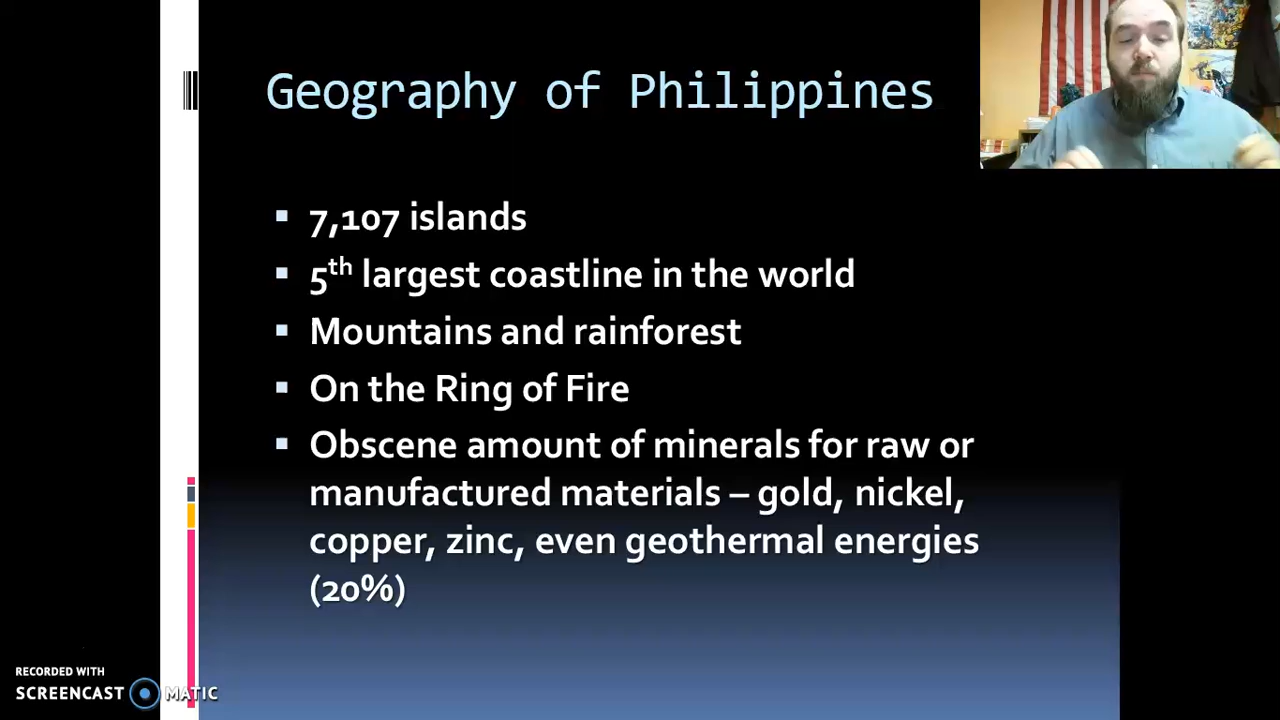 Geography of Philippines
7,107 islands
5th largest coastline in the world
Mountains and rainforest
On the Ring of Fire
Obscene amount of minerals for raw or
manufactured materials – gold, nickel,
copper, zinc, even geothermal energies
(20%)
RECORDED WITH
SCREENCAST MATIC